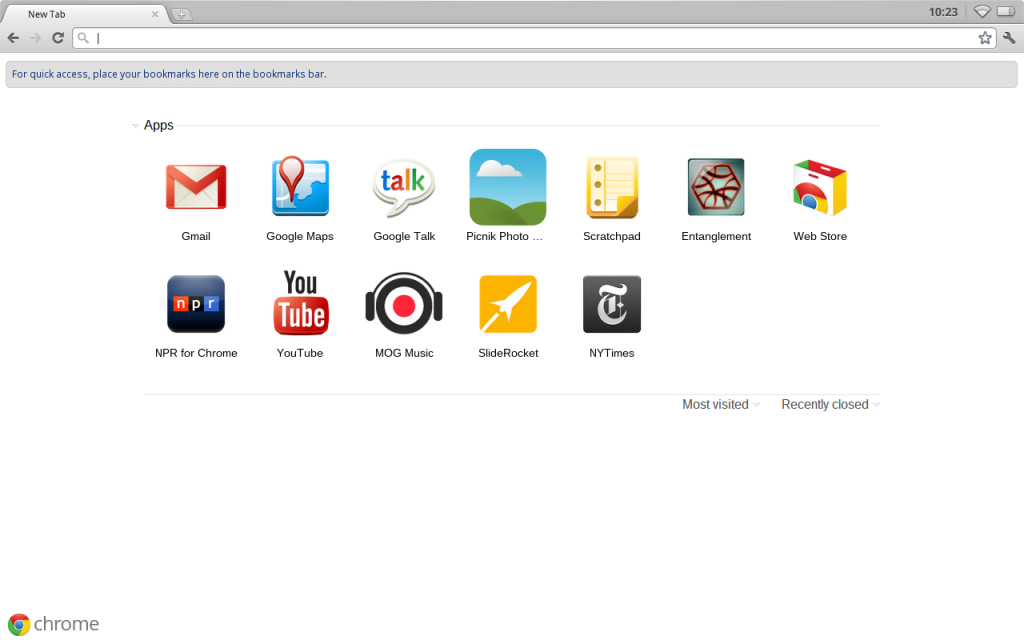 New Tab
10:23
For quick access, place your bookmarks here on the bookmarks bar.
Apps
talk
Gmail
Google Maps
Google Talk
Picnik Photo ...
Scratchpad
Entanglement
Web Store
n p r
You
Tube
T
NPR for Chrome
YouTube
MOG Music
SlideRocket
NYTimes
Most visited
Recently closed
chrome